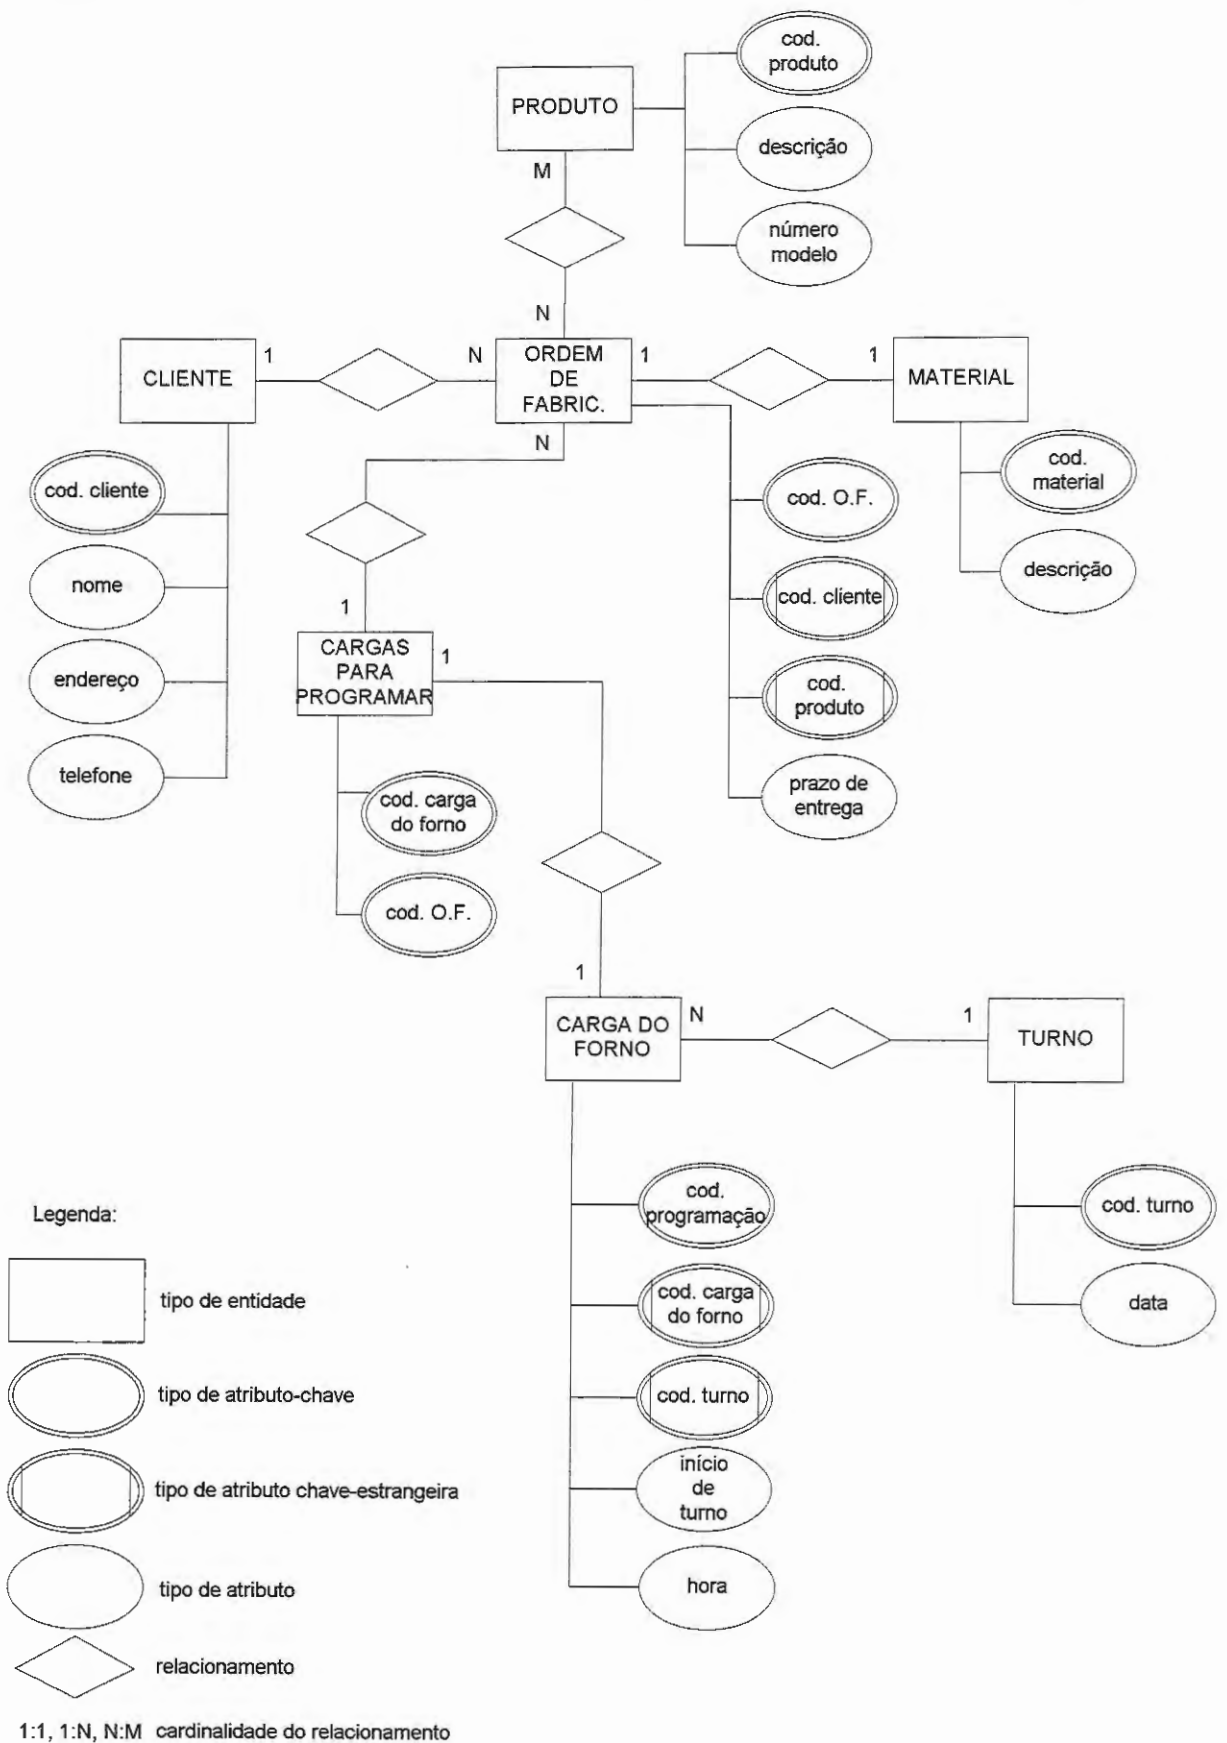 cod.
produto
PRODUTO
descrição
M
número
modelo
N
CLIENTE
1
N
ORDEM
DE
FABRIC.
1
1
MATERIAL
N
cod. cliente
cod.
material
cod. O.F.
nome
descrição
cod. cliente
1
CARGAS
PARA
PROGRAMAR
1
endereço
cod.
produto
telefone
prazo de
entrega
cod. carga
do forno
cod. O.F.
1
CARGA DO
FORNO
N
1
TURNO
cod.
programação
cod. turno
cod. carga
do forno
data
cod. turno
início
de
turno
hora
Legenda:
tipo de entidade
tipo de atributo-chave
tipo de atributo chave-estrangeira
tipo de atributo
relacionamento
1:1, 1:N, N:M cardinalidade do relacionamento